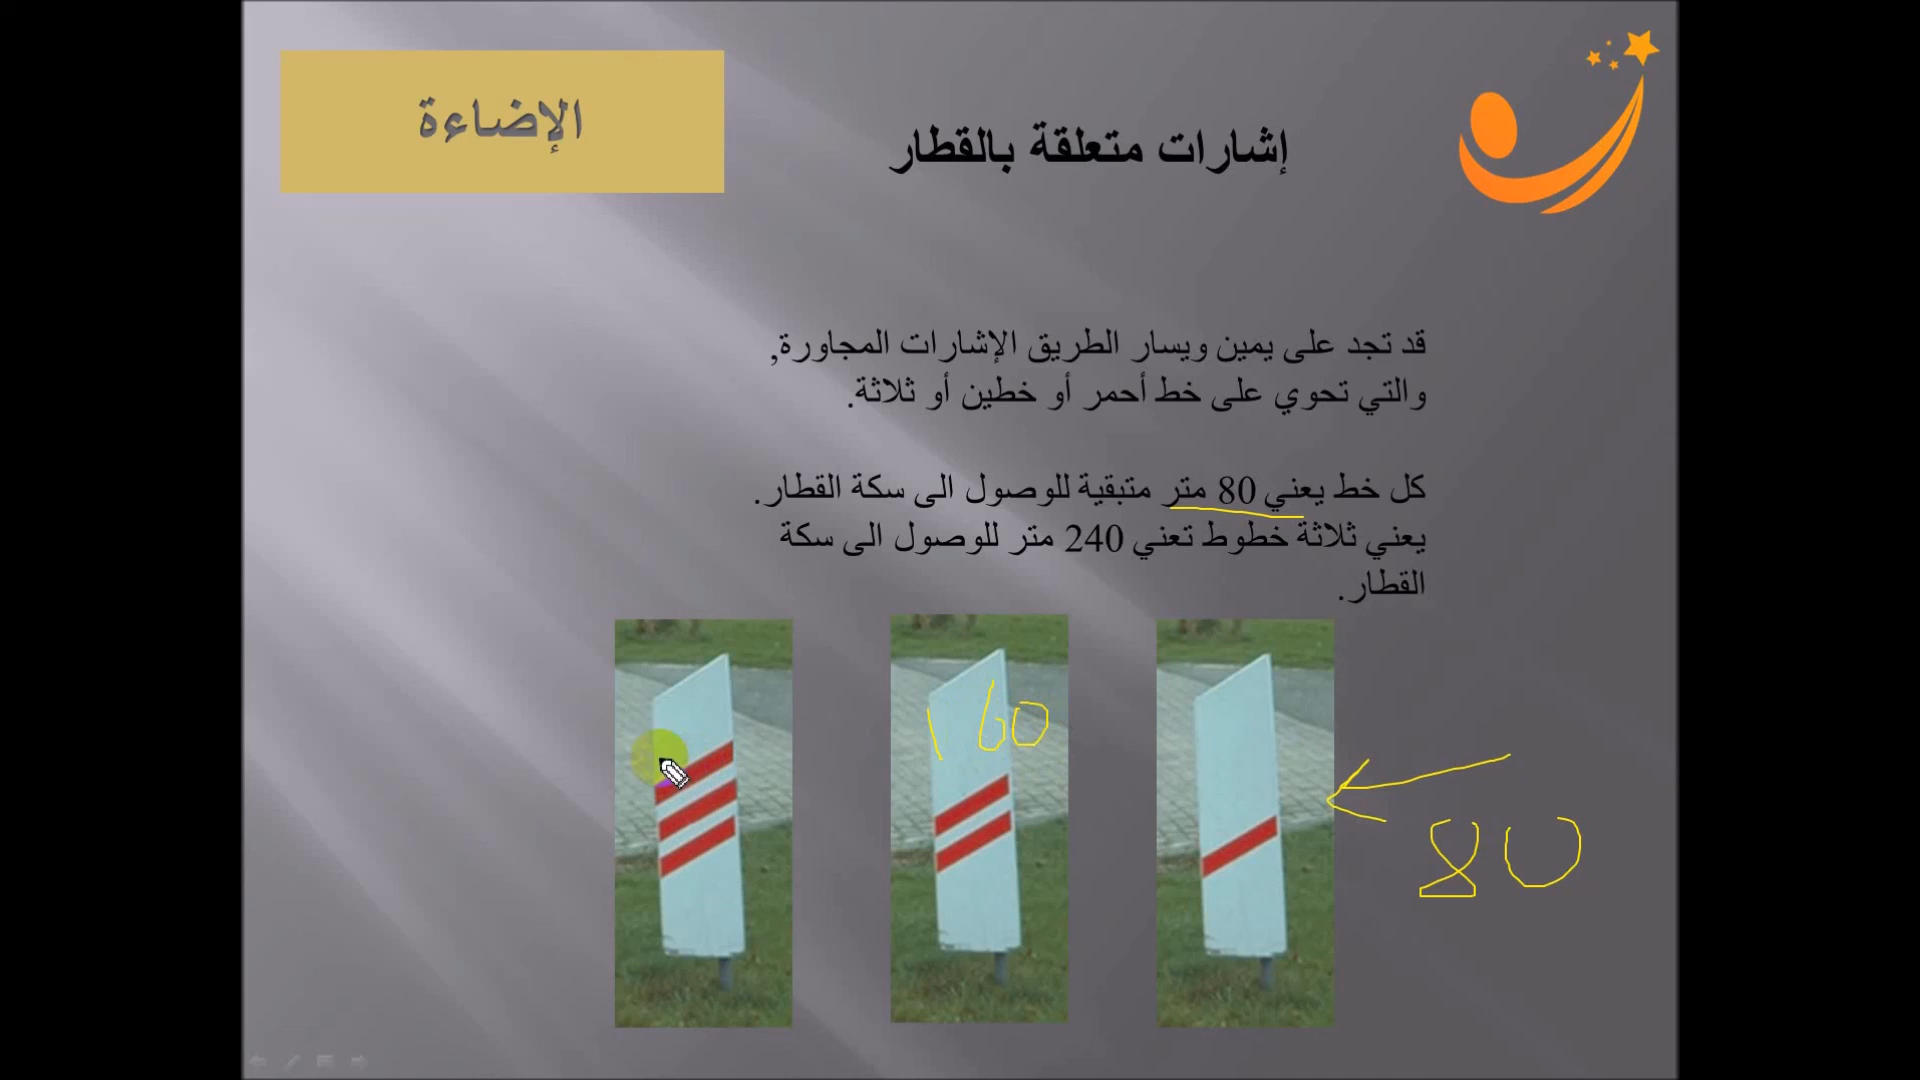 الإضاءة
إشارات متعلقة بالقطار
قد تجد على يمين ويسار الطريق الإشارات المجاورة,
والتي تحوي على خط أحمر أو خطين أو ثلاثة.
كل خط يعني 80 متر متبقية للوصول الى سكة القطار.
يعني ثلاثة خطوط تعني 240 متر للوصول الى سكة
القطار.
160
80